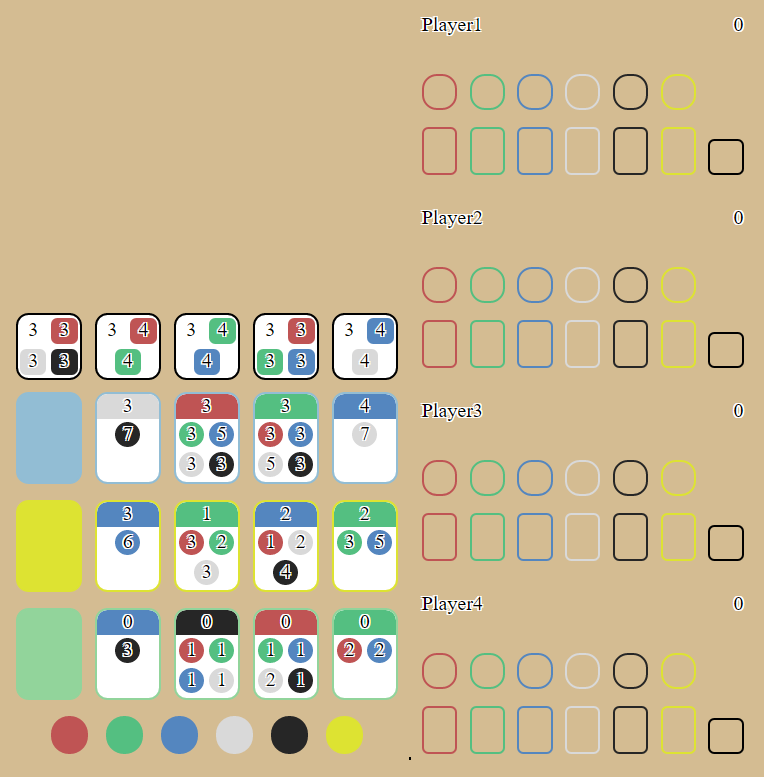 Player1 0
Player2 0
3 3 3 4 3 4 3 3 3 4
3 3 4 4 3 3 4
3 3 3 4
Player3 0
7 3 5 3 3 7
3 3 5 3
3 1 2 2
6 3 2 1 2 3 5
3 4
Player4 0
0 0 0 0
3 1 1 1 1 2 2
1 1 2 1